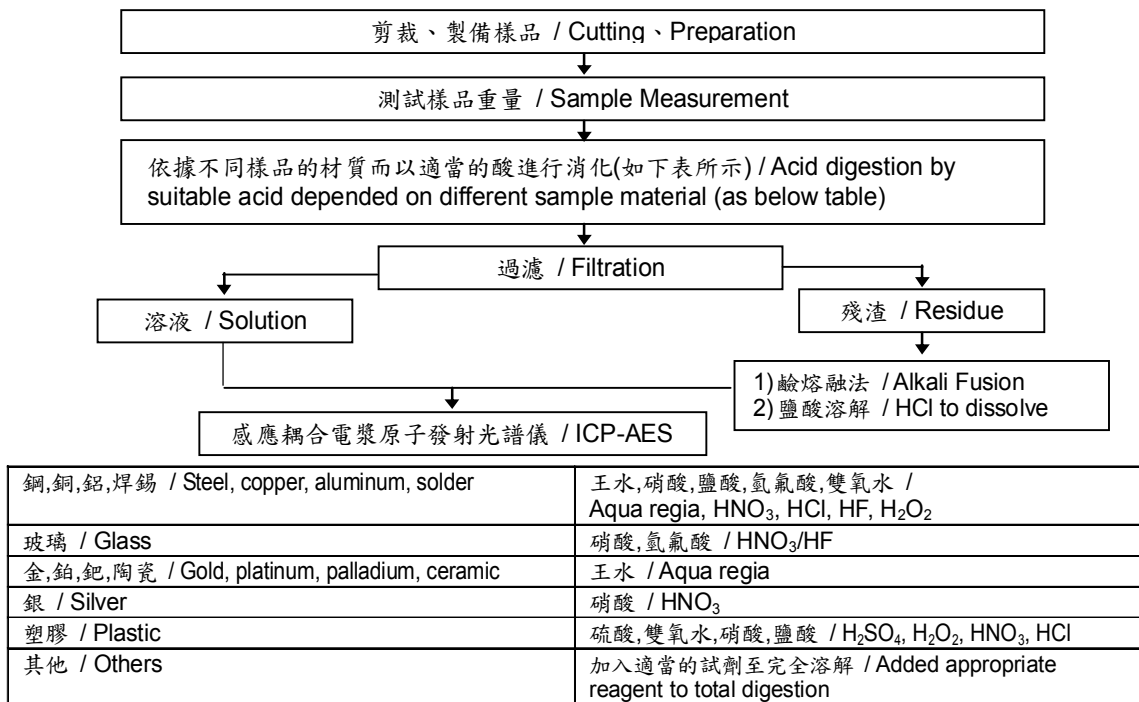 剪裁、製備樣品 / Cutting、Preparation
測試樣品重量 / Sample Measurement
依據不同樣品的材質而以適當的酸進行消化(如下表所示) / Acid digestion by
suitable acid depended on different sample material (as below table)
過濾 / Filtration
溶液 / Solution
殘渣 / Residue
1)鹼熔融法 / Alkali Fusion
2)鹽酸溶解 / HCl to dissolve
感應耦合電漿原子發射光譜儀 / ICP-AES
鋼,銅,鋁,焊錫 / Steel, copper, aluminum, solder
王水,硝酸,鹽酸,氫氟酸,雙氧水 /
Aqua regia, HNO₃, HCl, HF, H₂O₂
玻璃 / Glass
硝酸,氫氟酸 / HNO₃/HF
金,鉑,鈀,陶瓷 / Gold, platinum, palladium, ceramic
王水 / Aqua regia
銀 / Silver
硝酸 / HNO₃
塑膠 / Plastic
硫酸,雙氧水,硝酸,鹽酸 / H₂SO₄, H₂O₂, HNO₃, HCl
其他 / Others
加入適當的試劑至完全溶解 / Added appropriate
reagent to total digestion